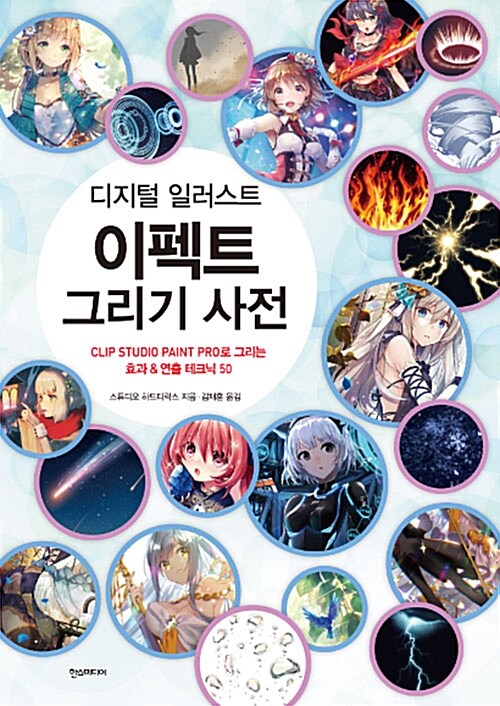 디지털 일러스트
이펙트
그리기 사전
CLIP STUDIO PAINT PRO로 그리는
효과 & 연출 테크닉 50
스튜디오 하드디럭스 지음 · 김재훈 옮김
한스미디어